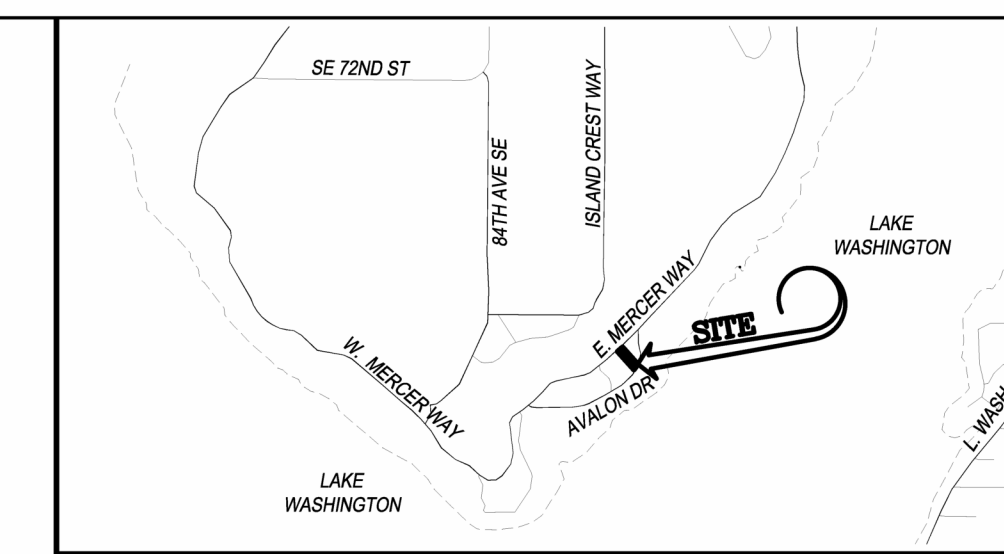 SE 72ND ST
84TH AVE SE
ISLAND CREST WAY
LAKE
WASHINGTON
E. MERCER WAY
SITE
W. MERCER WAY
AVALON DR
L. WASH
LAKE
WASHINGTON